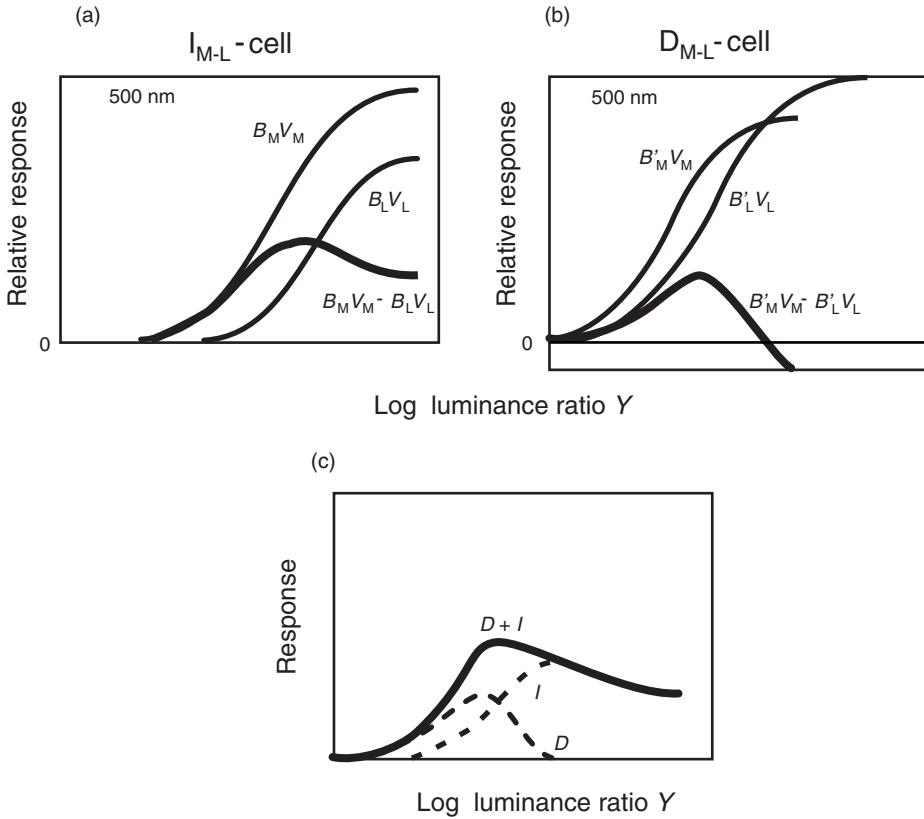 (a)
I_M-L - cell
500 nm
B_M V_M
B_L V_L
B_M V_M - B_L V_L
Relative response
0
(b)
D_M-L - cell
500 nm
B'_M V_M
B'_L V_L
B'_M V_M - B'_L V_L
Relative response
0
Log luminance ratio Y
(c)
D + I
I
D
Response
Log luminance ratio Y